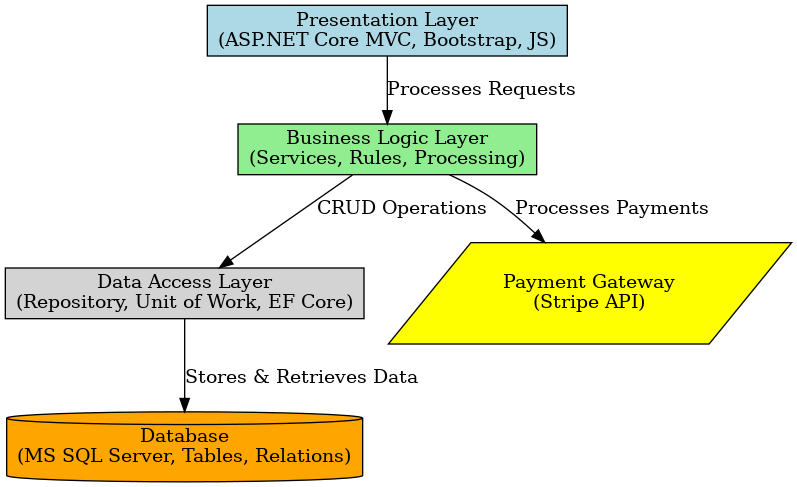 Presentation Layer
(ASP.NET Core MVC, Bootstrap, JS)
Processes Requests
Business Logic Layer
(Services, Rules, Processing)
CRUD Operations
Processes Payments
Data Access Layer
(Repository, Unit of Work, EF Core)
Payment Gateway
(Stripe API)
Stores & Retrieves Data
Database
(MS SQL Server, Tables, Relations)